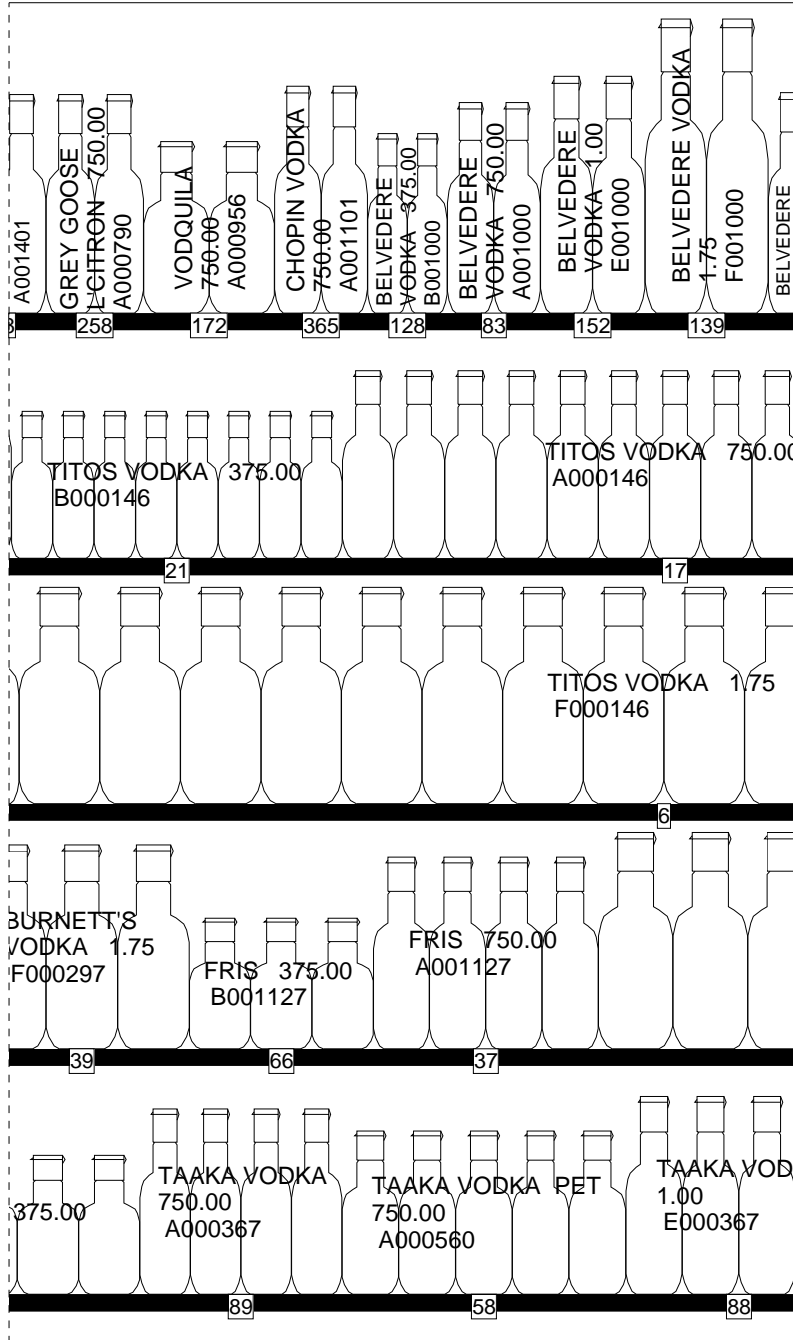 A001401
GREY GOOSE
L'CITRON 750.00
A000790
VODQUILA
750.00
A000956
CHOPIN VODKA
750.00
A001101
BELVEDERE
VODKA 375.00
B001000
BELVEDERE
VODKA 750.00
A001000
BELVEDERE
VODKA 1.00
E001000
BELVEDERE VODKA
1.75
F001000
BELVEDERE
258
172
365
128
83
152
139
TITOS VODKA 375.00
B000146
TITOS VODKA 750.00
A000146
21
17
TITOS VODKA 1.75
F000146
6
BURNETT'S
VODKA 1.75
F000297
FRIS 375.00
B001127
FRIS 750.00
A001127
39
66
37
375.00
TAAKA VODKA
750.00
A000367
TAAKA VODKA PET
750.00
A000560
TAAKA VOD
1.00
E000367
89
58
88